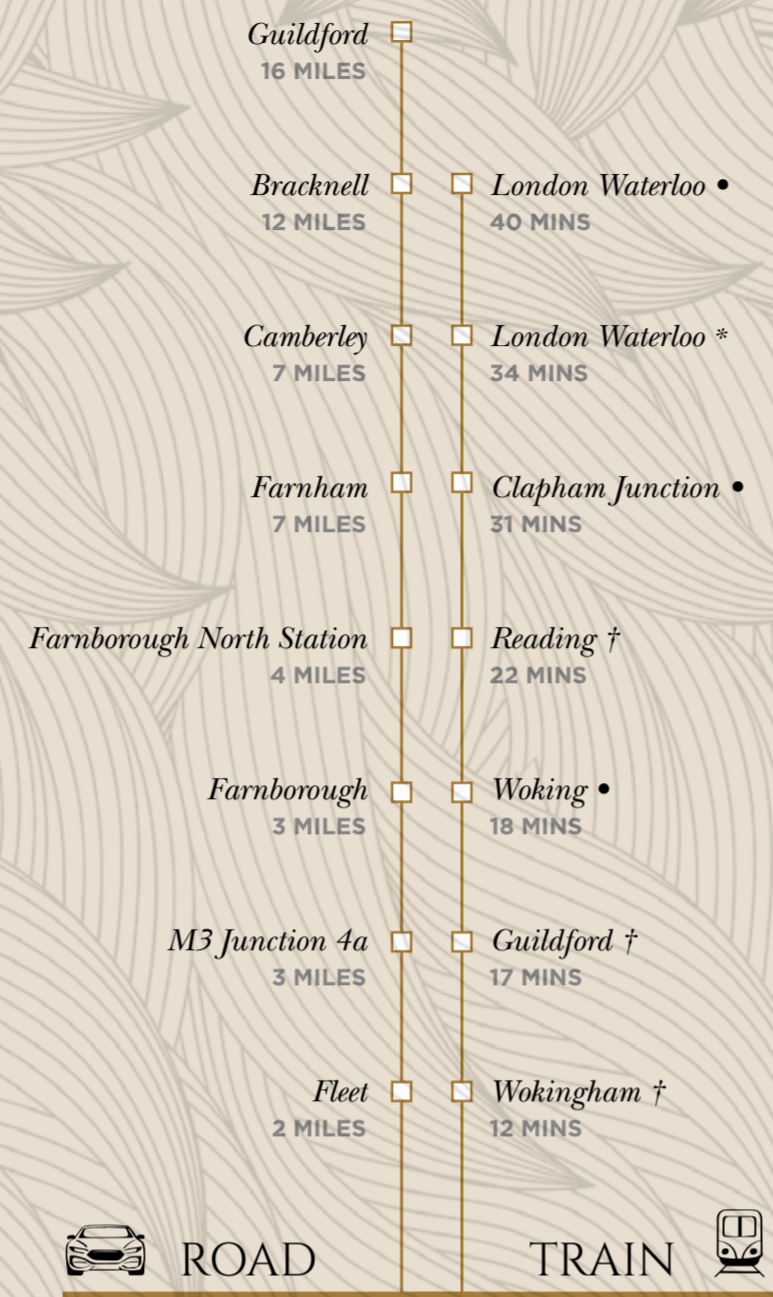 Guildford
16 MILES
Bracknell
12 MILES
Camberley
7 MILES
Farnham
7 MILES
Farnborough North Station
4 MILES
Farnborough
3 MILES
M3 Junction 4a
3 MILES
Fleet
2 MILES
ROAD
London Waterloo •
40 MINS
London Waterloo *
34 MINS
Clapham Junction •
31 MINS
Reading †
22 MINS
Woking •
18 MINS
Guildford †
17 MINS
Wokingham †
12 MINS
TRAIN